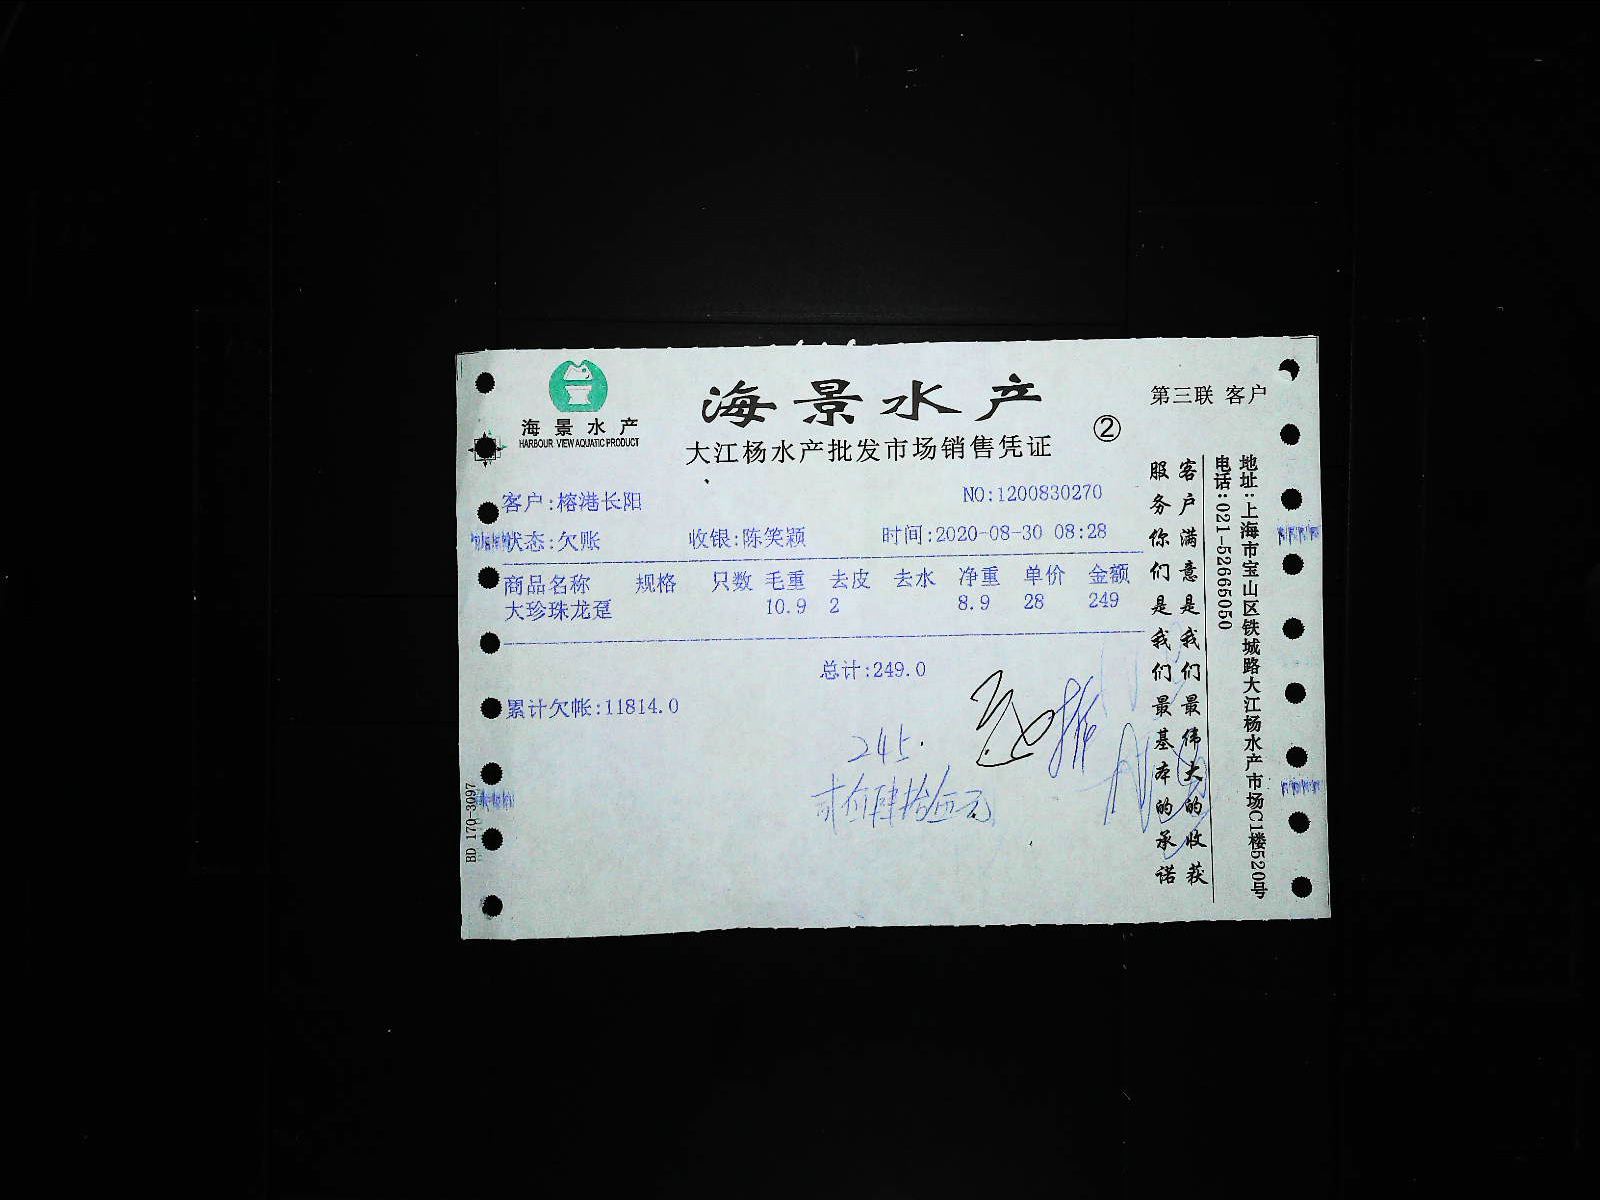 海景水产
HARBOUR VIEW AQUATIC PRODUCT
海景水产
大江杨水产批发市场销售凭证
②
第三联 客户
客户:榕港长阳
NO:1200830270
状态:欠账 收银:陈笑颖 时间:2020-08-30 08:28
商品名称 规格 只数 毛重 去皮 去水 净重 单价 金额
大珍珠龙趸 10.9 2 8.9 28 249
总计:249.0
累计欠帐:11814.0
245.
贰佰肆拾伍元
客户满意是我们最伟大的收获
服务你们是我们最基本的承诺
地址:上海市宝山区铁城路大江杨水产市场C1楼520号
电话:021-52665050
BD 170-3097